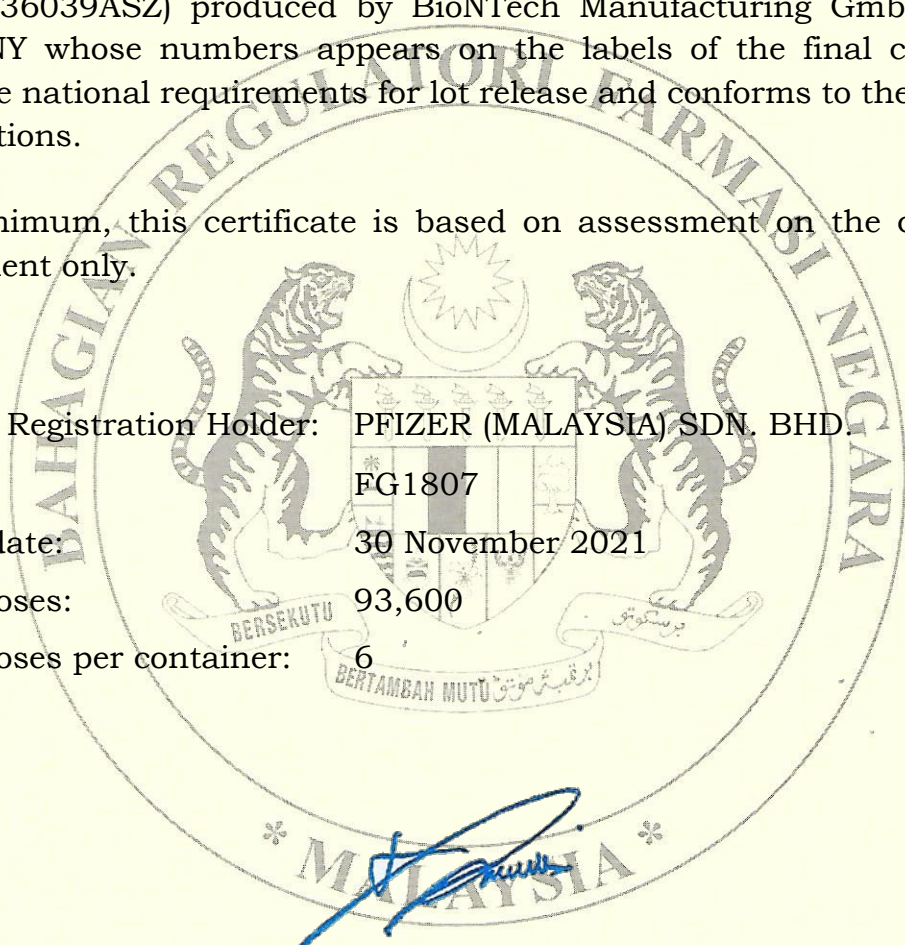 36039ASZ) produced by BioNTech Manufacturing Gmb
NY whose numbers appears on the labels of the final c
e national requirements for lot release and conforms to the
tions.
nimum, this certificate is based on assessment on the c
ent only.
Registration Holder: PFIZER (MALAYSIA) SDN. BHD.
FG1807
late: 30 November 2021
oses: 93,600
oses per container: 6
BAHAGIAN REGULATORI FARMASI NEGARA
* MALAYSIA *
BERSEKUTU
BERTAMBAH MUTU